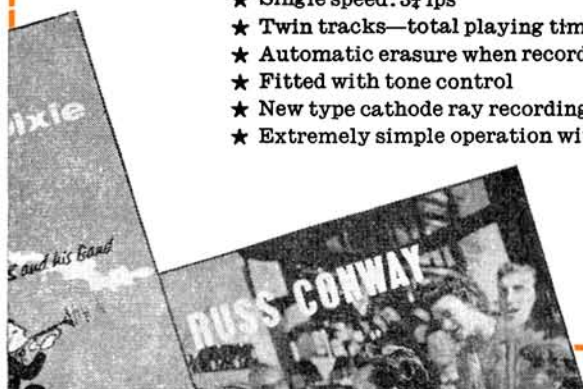 ★ Single speed: 3¾ ips
★ Twin tracks—total playing tim
★ Automatic erasure when record
★ Fitted with tone control
★ New type cathode ray recording
★ Extremely simple operation wi
ixie
s and his Band
RUSS CONWAY